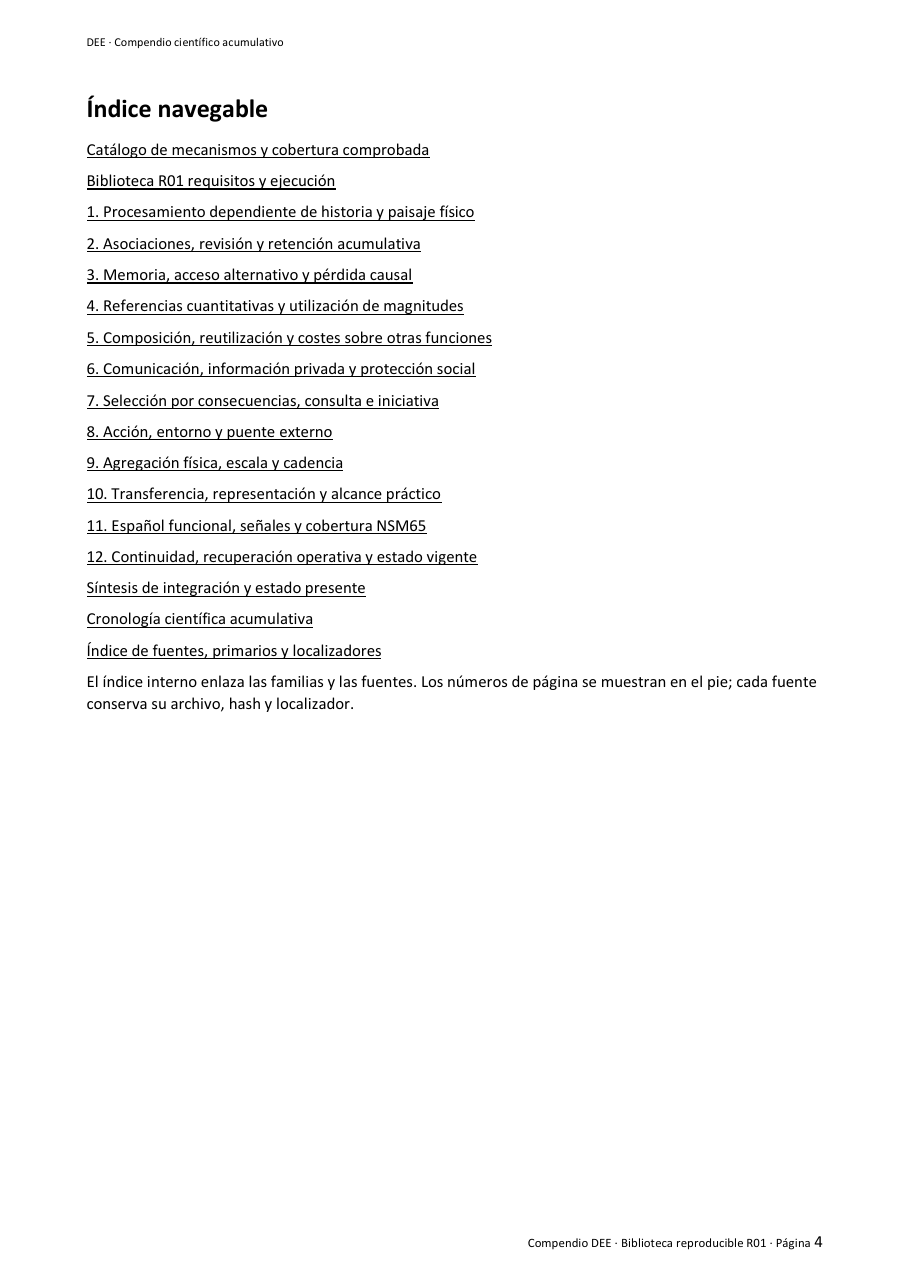 DEE · Compendio científico acumulativo
Índice navegable
Catálogo de mecanismos y cobertura comprobada
Biblioteca R01 requisitos y ejecución
1. Procesamiento dependiente de historia y paisaje físico
2. Asociaciones, revisión y retención acumulativa
3. Memoria, acceso alternativo y pérdida causal
4. Referencias cuantitativas y utilización de magnitudes
5. Composición, reutilización y costes sobre otras funciones
6. Comunicación, información privada y protección social
7. Selección por consecuencias, consulta e iniciativa
8. Acción, entorno y puente externo
9. Agregación física, escala y cadencia
10. Transferencia, representación y alcance práctico
11. Español funcional, señales y cobertura NSM65
12. Continuidad, recuperación operativa y estado vigente
Síntesis de integración y estado presente
Cronología científica acumulativa
Índice de fuentes, primarios y localizadores
El índice interno enlaza las familias y las fuentes. Los números de página se muestran en el pie; cada fuente
conserva su archivo, hash y localizador.
Compendio DEE · Biblioteca reproducible R01 · Página 4